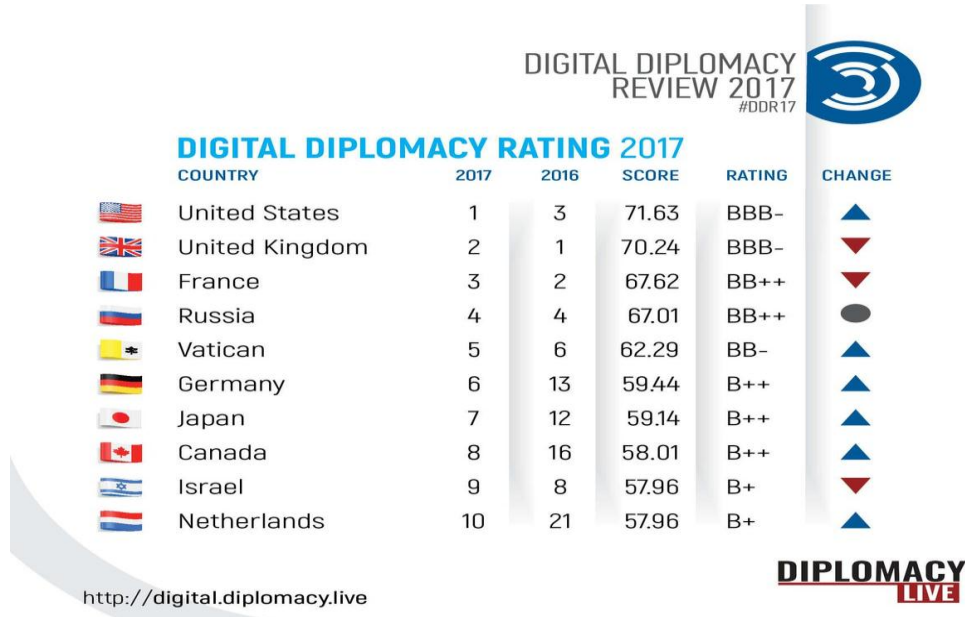 DIGITAL DIPLOMACY
REVIEW 2017
#DDR17
DIGITAL DIPLOMACY RATING 2017
COUNTRY 2017 2016 SCORE RATING CHANGE
United States 1 3 71.63 BBB-
United Kingdom 2 1 70.24 BBB-
France 3 2 67.62 BB++
Russia 4 4 67.01 BB++
Vatican 5 6 62.29 BB-
Germany 6 13 59.44 B++
Japan 7 12 59.14 B++
Canada 8 16 58.01 B++
Israel 9 8 57.96 B+
Netherlands 10 21 57.96 B+
DIPLOMACY
LIVE
http://digital.diplomacy.live